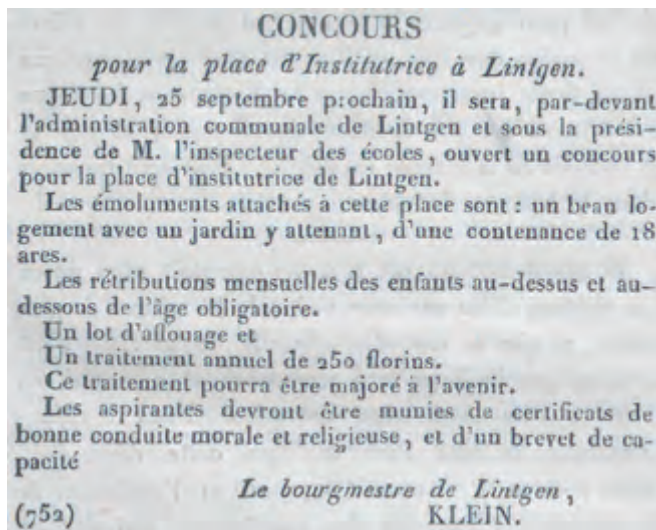 CONCOURS
pour la place d'Institutrice à Lintgen.
JEUDI, 25 septembre prochain, il sera, par-devant
l'administration communale de Lintgen et sous la prési-
dence de M. l'inspecteur des écoles, ouvert un concours
pour la place d'institutrice de Lintgen.
Les émoluments attachés à cette place sont : un beau lo-
gement avec un jardin y attenant, d'une contenance de 18
ares.
Les rétributions mensuelles des enfants au-dessus et au-
dessous de l'âge obligatoire.
Un lot d'affouage et
Un traitement annuel de 250 florins.
Ce traitement pourra être majoré à l'avenir.
Les aspirantes devront être munies de certificats de
bonne conduite morale et religieuse, et d'un brevet de ca-
pacité
Le bourgmestre de Lintgen,
(752) KLEIN.